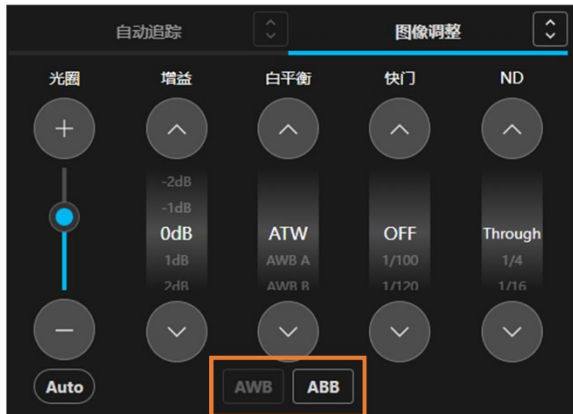 自动追踪 图像调整
光圈 增益 白平衡 快门 ND
-2dB
-1dB
0dB ATW OFF Through
1dB AWB A 1/100 1/4
2dB AWB B 1/120 1/16
Auto AWB ABB